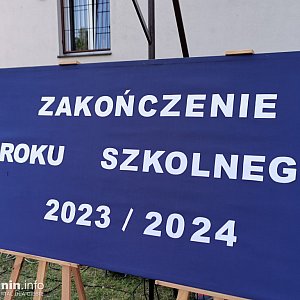 ZAKOŃCZENIE
ROKU SZKOLNEG
2023 / 2024
nin.info